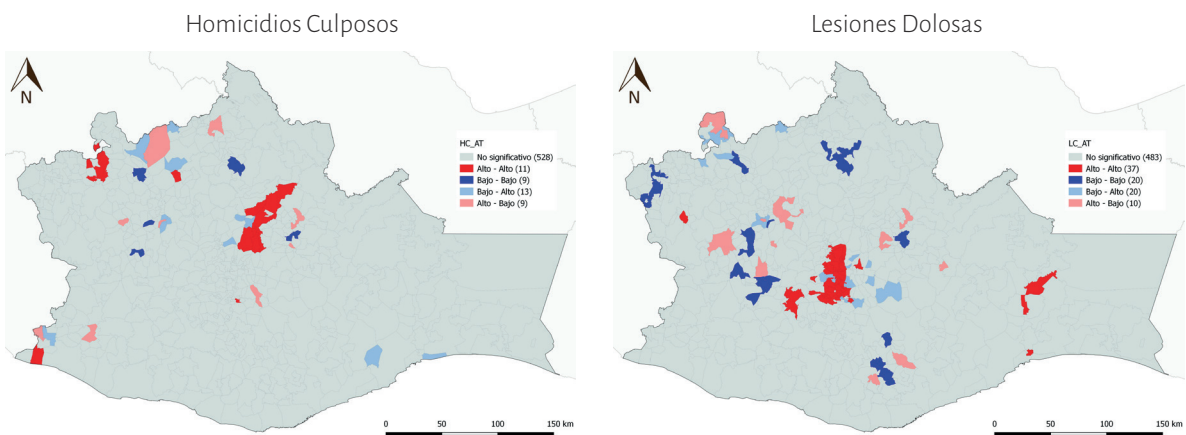 Homicidios Culposos
N
HC_AT
No significativo (528)
Alto - Alto (11)
Bajo - Bajo (9)
Bajo - Alto (13)
Alto - Bajo (9)
0 50 100 150 km
Lesiones Dolosas
N
LC_AT
No significativo (483)
Alto - Alto (37)
Bajo - Bajo (20)
Bajo - Alto (20)
Alto - Bajo (10)
0 50 100 150 km